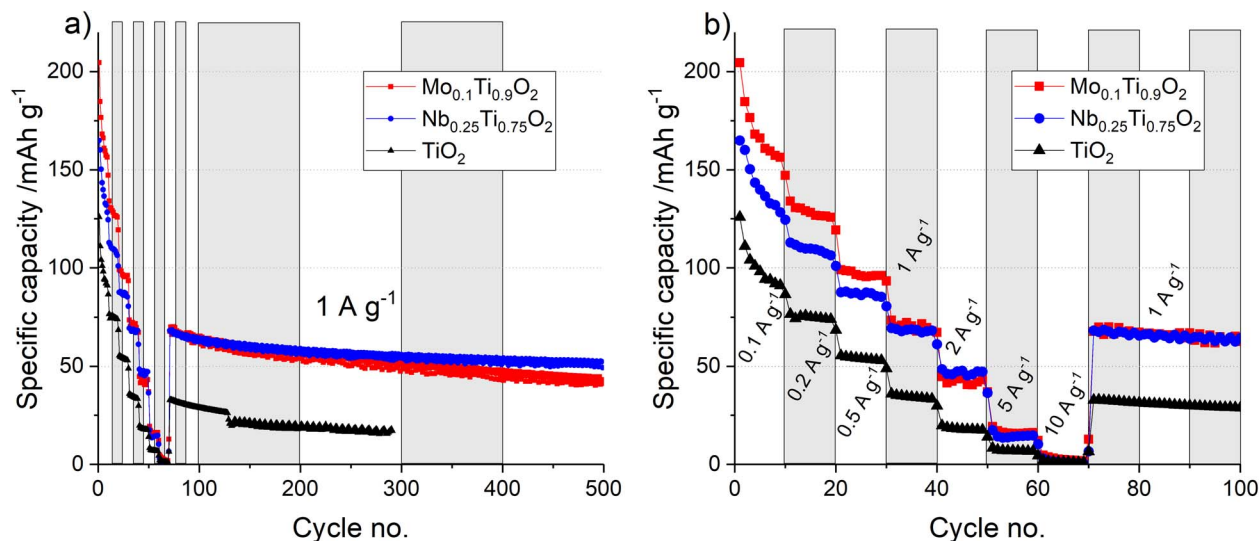 a)
Specific capacity /mAh g⁻¹
200
150
100
50
0
Mo₀.₁Ti₀.₉O₂
Nb₀.₂₅Ti₀.₇₅O₂
TiO₂
1 A g⁻¹
0
100
200
300
400
500
Cycle no.
b)
Specific capacity /mAh g⁻¹
200
150
100
50
0
Mo₀.₁Ti₀.₉O₂
Nb₀.₂₅Ti₀.₇₅O₂
TiO₂
0.1 A g⁻¹
0.2 A g⁻¹
0.5 A g⁻¹
1 A g⁻¹
2 A g⁻¹
5 A g⁻¹
10 A g⁻¹
1 A g⁻¹
0
20
40
60
80
100
Cycle no.